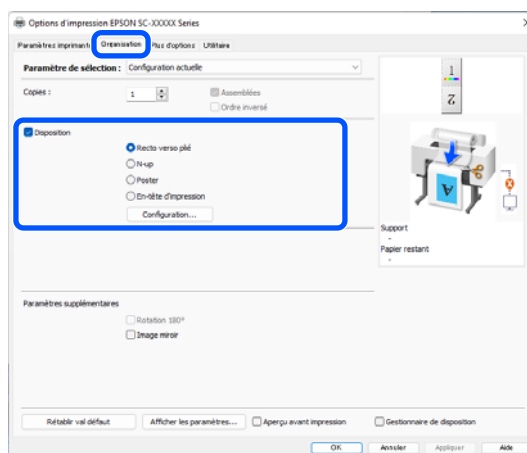 Options d'impression EPSON SC-XXXXX Series
Paramètres imprimante Organisation Plus d'options Utilitaire
Paramètre de sélection : Configuration actuelle
Copies : 1 Assemblées
Ordre inversé
Disposition
Recto verso plié
N-up
Poster
En-tête d'impression
Configuration...
1
2
A
Support
-
Papier restant
-
Paramètres supplémentaires
Rotation 180°
Image miroir
Rétablir val défaut Afficher les paramètres... Aperçu avant impression Gestionnaire de disposition
OK Annuler Appliquer Aide